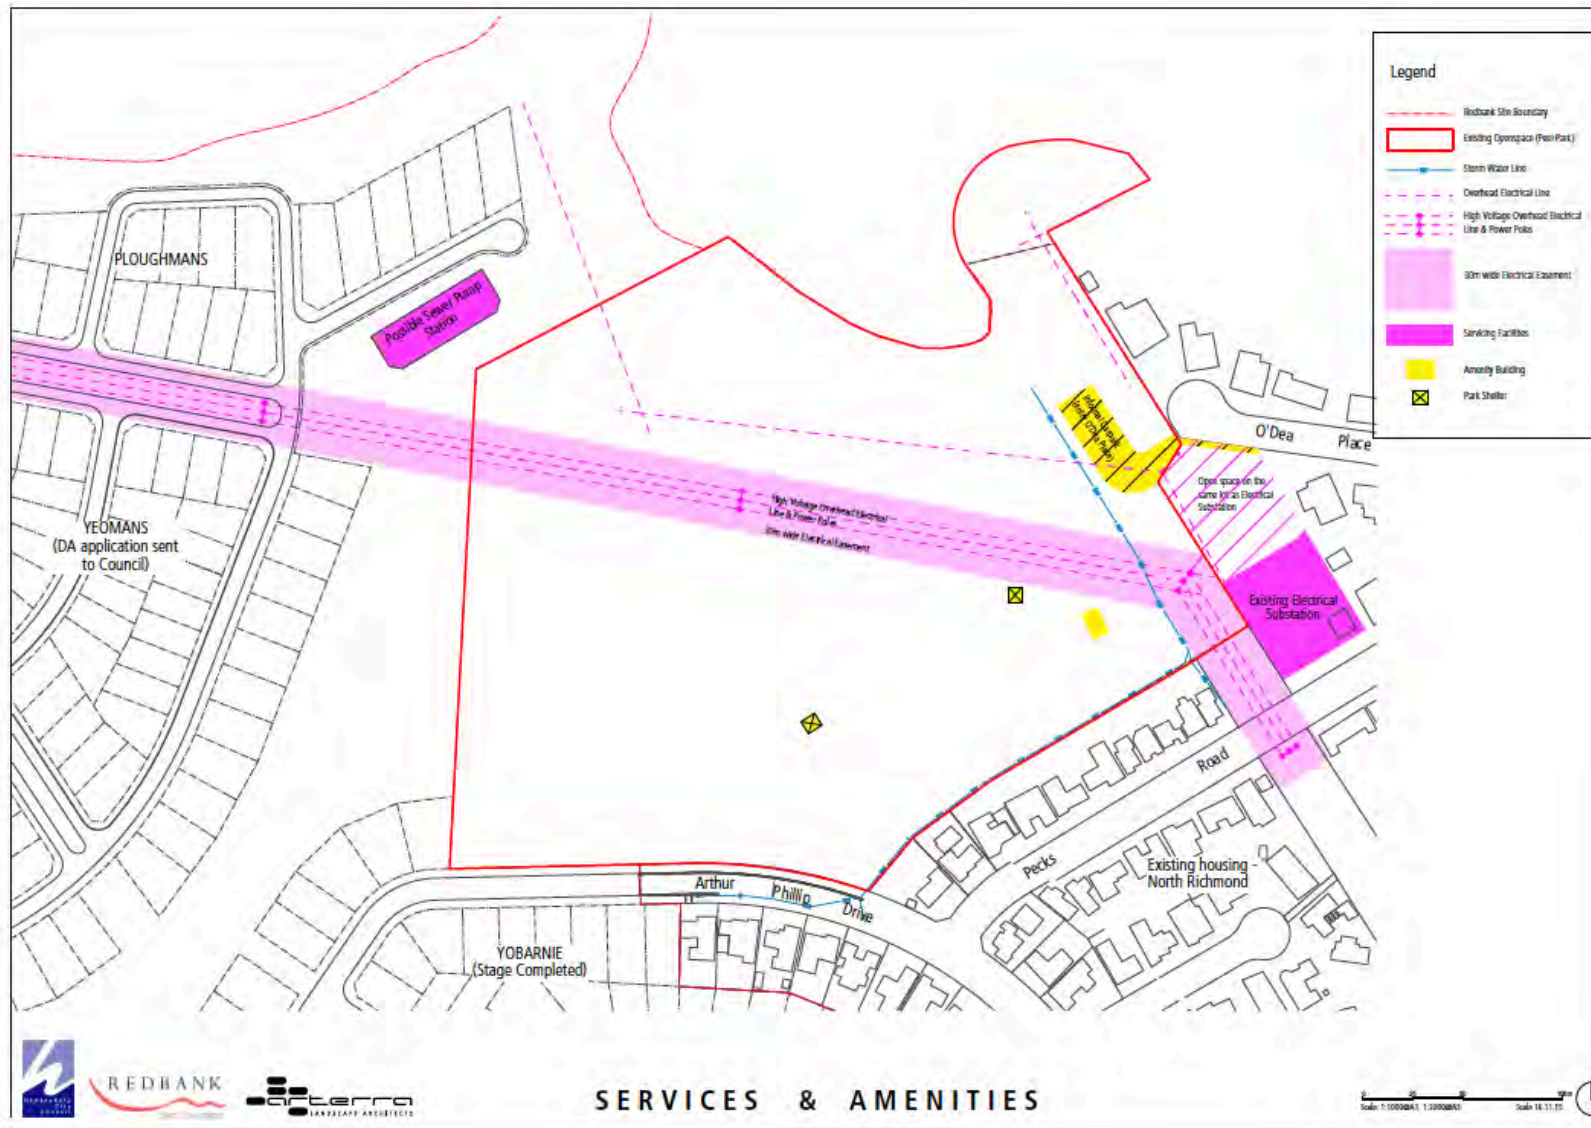 Legend
Redbank Site Boundary
Existing Openspace (Peel Park)
Storm Water Line
Overhead Electrical Line
High Voltage Overhead Electrical
Line & Power Poles
30m wide Electrical Easement
Servicing Facilities
Amenity Building
Park Shelter
PLOUGHMANS
Possible Sewer Pump
Station
O'Dea Place
Open space on the
same lot as Electrical
Substation
High Voltage Overhead Electrical
Line & Power Poles
30m wide Electrical Easement
YEOMANS
(DA application sent
to Council)
Existing Electrical
Substation
Pecks Road
Existing housing -
North Richmond
Arthur Phillip Drive
YOBARNIE
(Stage Completed)
REDBANK
arterra
LANDSCAPE ARCHITECTS
SERVICES & AMENITIES